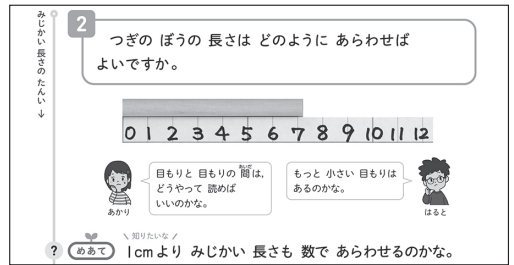 みじかい 長さの たんい →
2
つぎの ぼうの 長さは どのように あらわせば
よいですか。
0 1 2 3 4 5 6 7 8 9 10 11 12
目もりと 目もりの 間は、
あいだ
どうやって 読めば
いいのかな。
あかり
もっと 小さい 目もりは
あるのかな。
はると
知りたいな
? めあて 1cmより みじかい 長さも 数で あらわせるのかな。